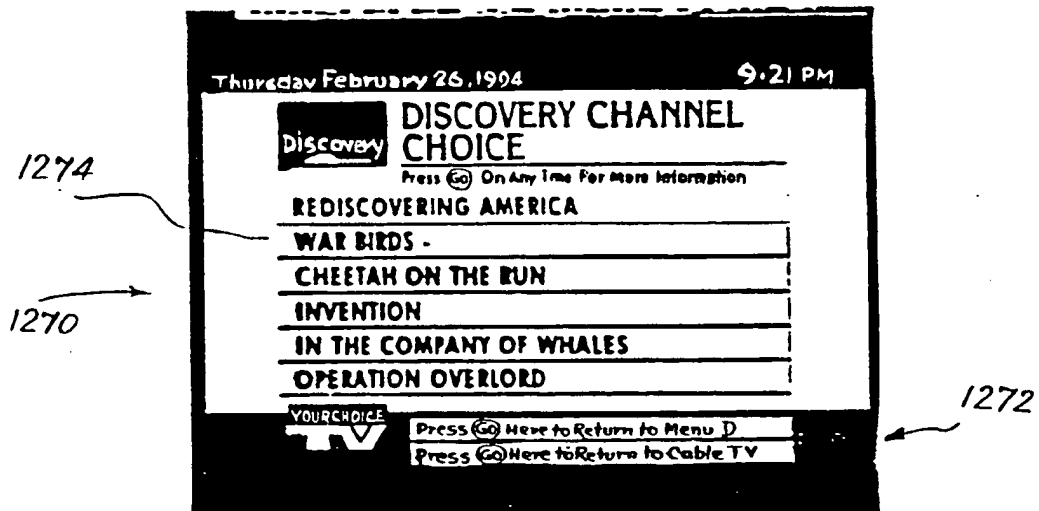 Thursday February 26, 1994 9:21 PM
Discovery
DISCOVERY CHANNEL
CHOICE
Press Go On Any Time For More Information
1274
REDISCOVERING AMERICA
WAR BIRDS -
CHEETAH ON THE RUN
1270
INVENTION
IN THE COMPANY OF WHALES
OPERATION OVERLORD
1272
YOUR CHOICE
TV
Press Go Here to Return to Menu D
Press Go Here to Return to Cable TV